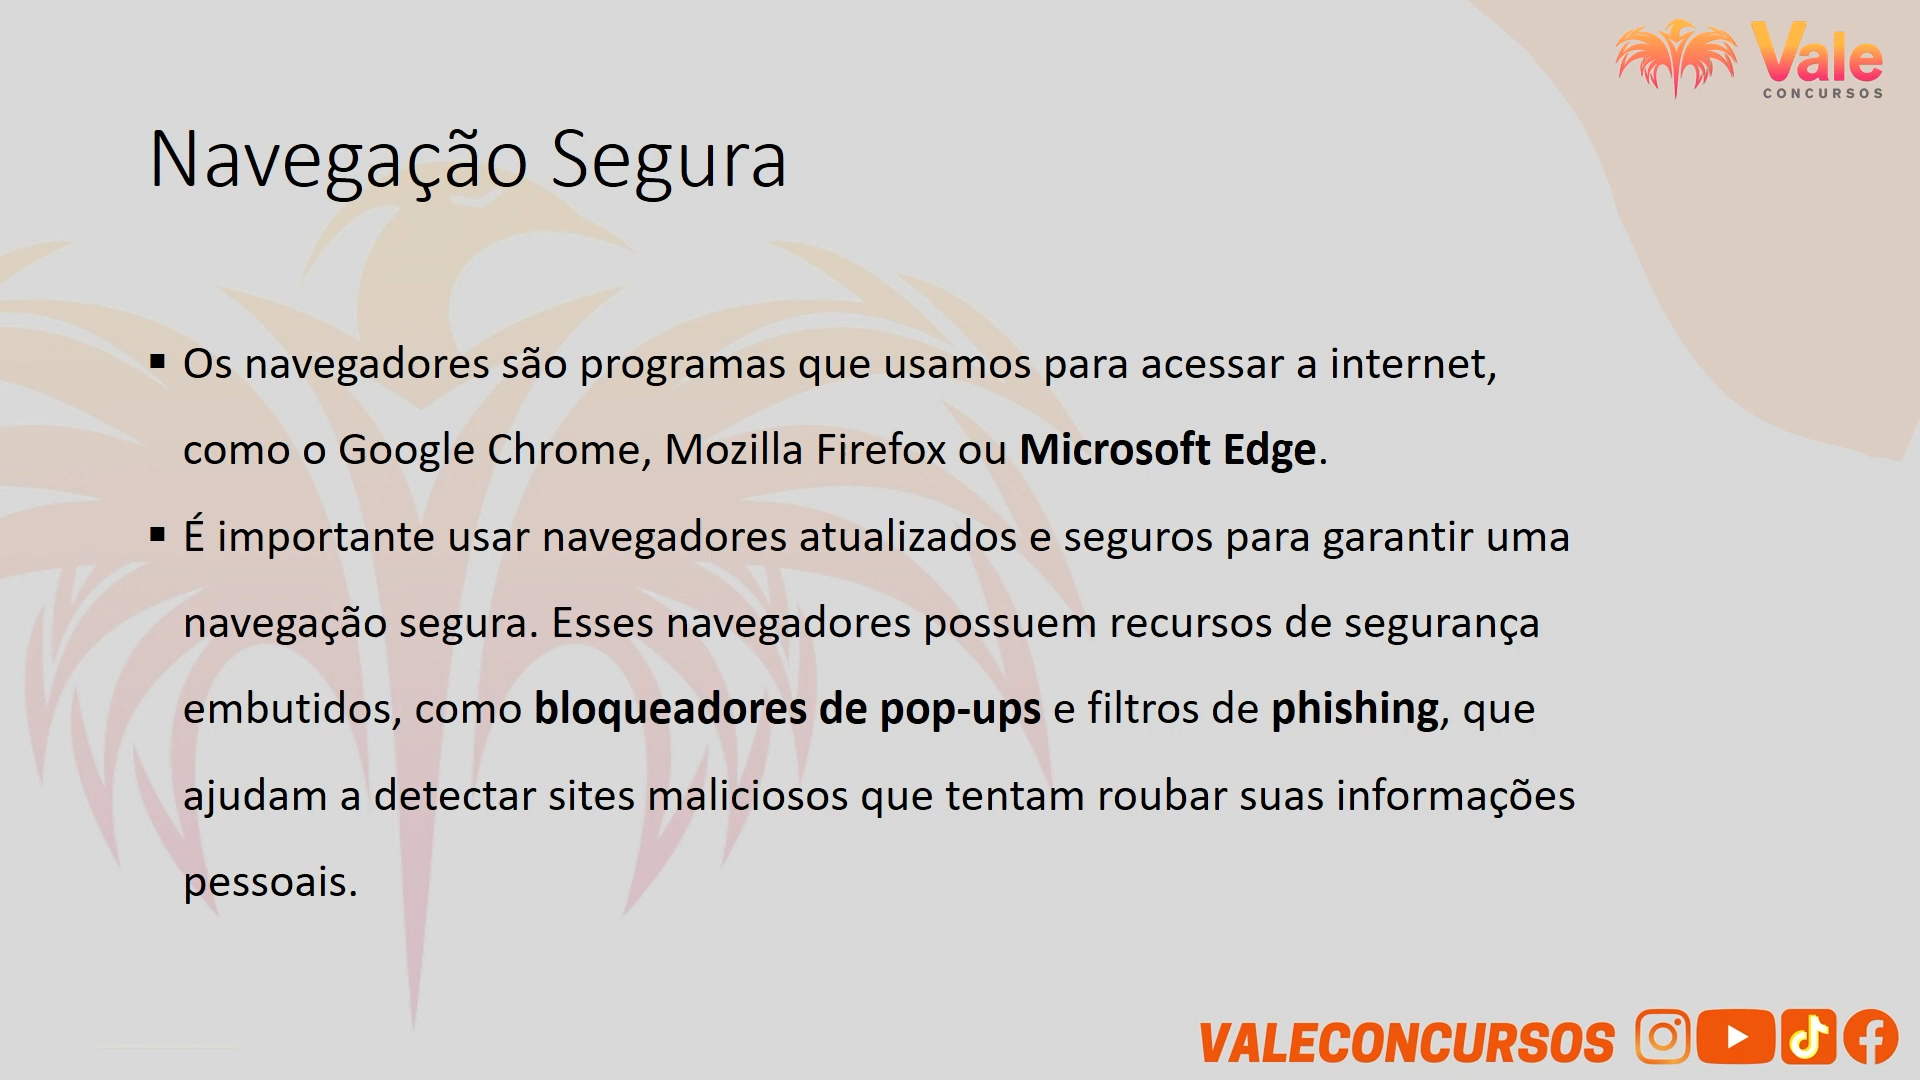 Vale
CONCURSOS
Navegação Segura
▪ Os navegadores são programas que usamos para acessar a internet,
como o Google Chrome, Mozilla Firefox ou Microsoft Edge.
▪ É importante usar navegadores atualizados e seguros para garantir uma
navegação segura. Esses navegadores possuem recursos de segurança
embutidos, como bloqueadores de pop-ups e filtros de phishing, que
ajudam a detectar sites maliciosos que tentam roubar suas informações
pessoais.
VALECONCURSOS